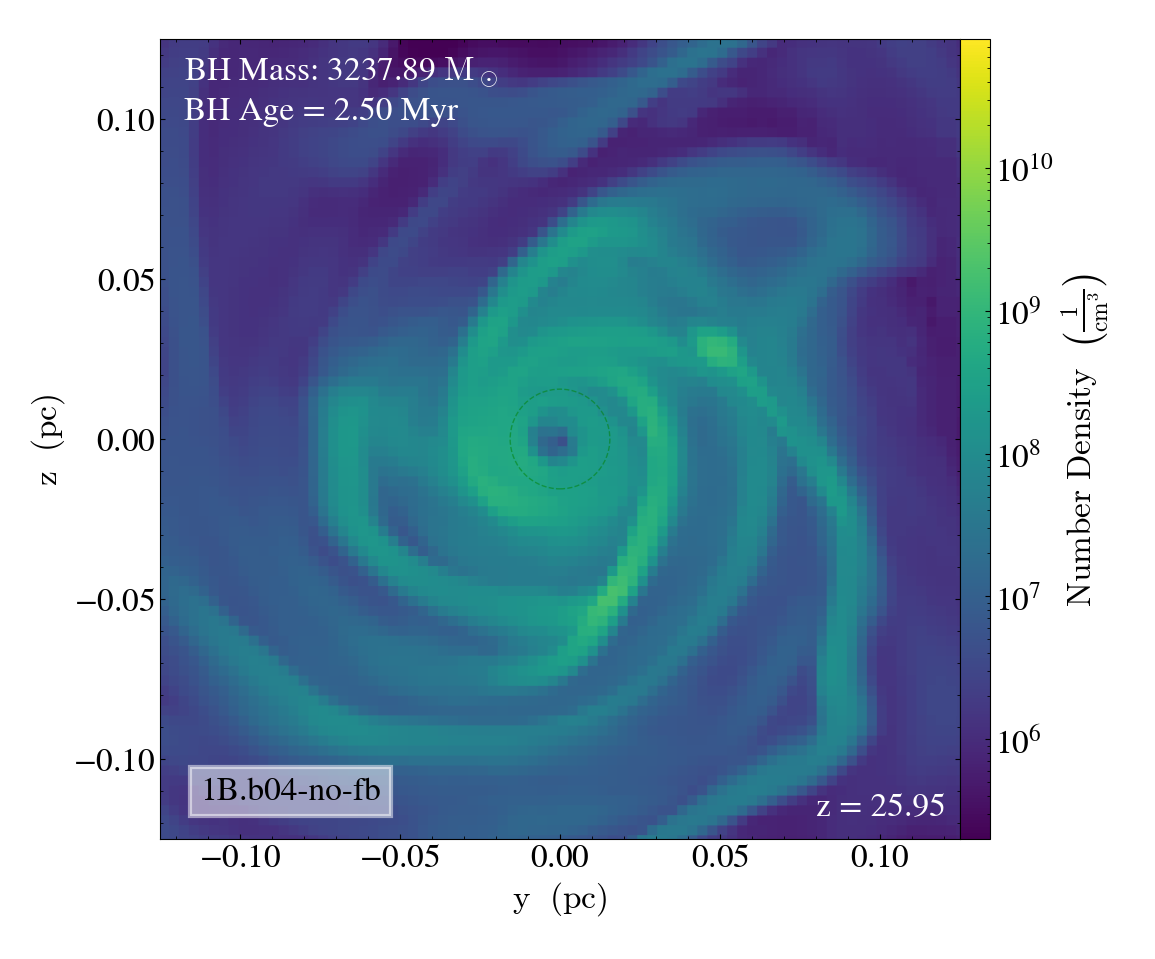 BH Mass: 3237.89 M⊙
BH Age = 2.50 Myr
0.10
0.05
0.00
−0.05
−0.10
z (pc)
1B.b04-no-fb
z = 25.95
−0.10 −0.05 0.00 0.05 0.10
y (pc)
10¹⁰
10⁹
10⁸
10⁷
10⁶
Number Density (1/cm³)